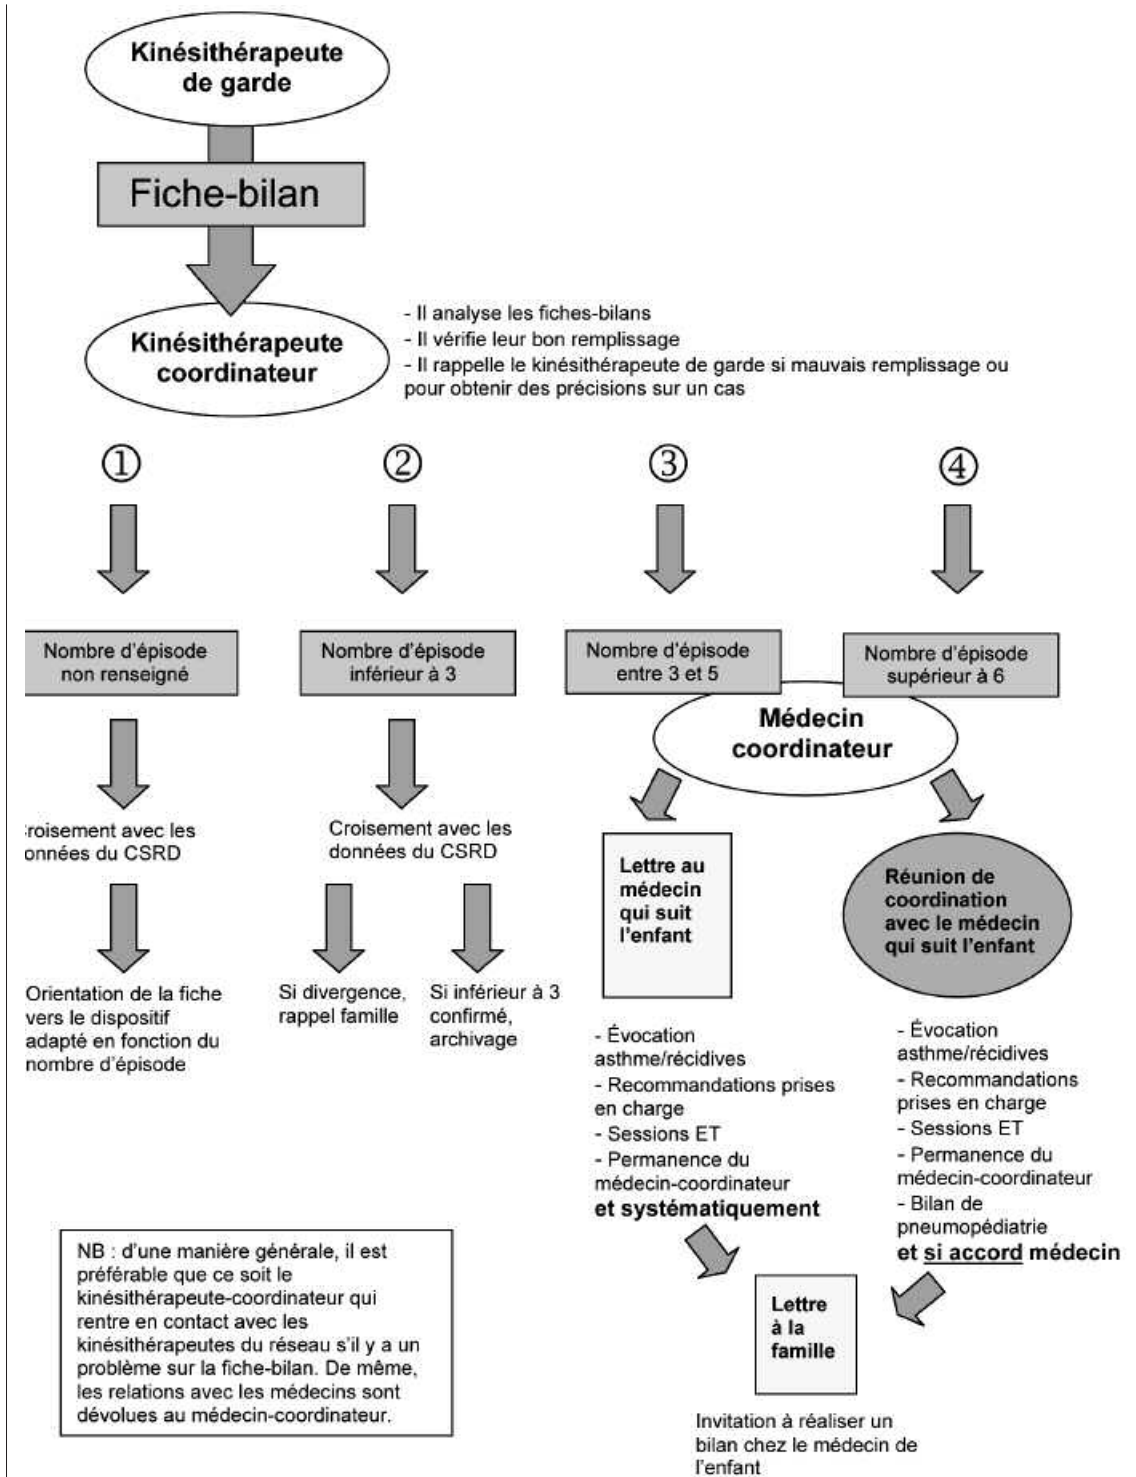 Kinésithérapeute
de garde
Fiche-bilan
Kinésithérapeute
coordinateur
- Il analyse les fiches-bilans
- Il vérifie leur bon remplissage
- Il rappelle le kinésithérapeute de garde si mauvais remplissage ou
pour obtenir des précisions sur un cas
①
②
③
④
Nombre d'épisode
non renseigné
Nombre d'épisode
inférieur à 3
Nombre d'épisode
entre 3 et 5
Nombre d'épisode
supérieur à 6
Médecin
coordinateur
roisement avec les
onnées du CSRD
Croisement avec les
données du CSRD
Lettre au
médecin
qui suit
l'enfant
Réunion de
coordination
avec le médecin
qui suit l'enfant
Orientation de la fiche
vers le dispositif
adapté en fonction du
nombre d'épisode
Si divergence,
rappel famille
Si inférieur à 3
confirmé,
archivage
- Évocation
asthme/récidives
- Recommandations prises
en charge
- Sessions ET
- Permanence du
médecin-coordinateur
et systématiquement
- Évocation
asthme/récidives
- Recommandations
prises en charge
- Sessions ET
- Permanence du
médecin-coordinateur
- Bilan de
pneumopédiatrie
et si accord médecin
NB : d'une manière générale, il est
préférable que ce soit le
kinésithérapeute-coordinateur qui
rentre en contact avec les
kinésithérapeutes du réseau s'il y a un
problème sur la fiche-bilan. De même,
les relations avec les médecins sont
dévolues au médecin-coordinateur.
Lettre
à la
famille
Invitation à réaliser un
bilan chez le médecin de
l'enfant